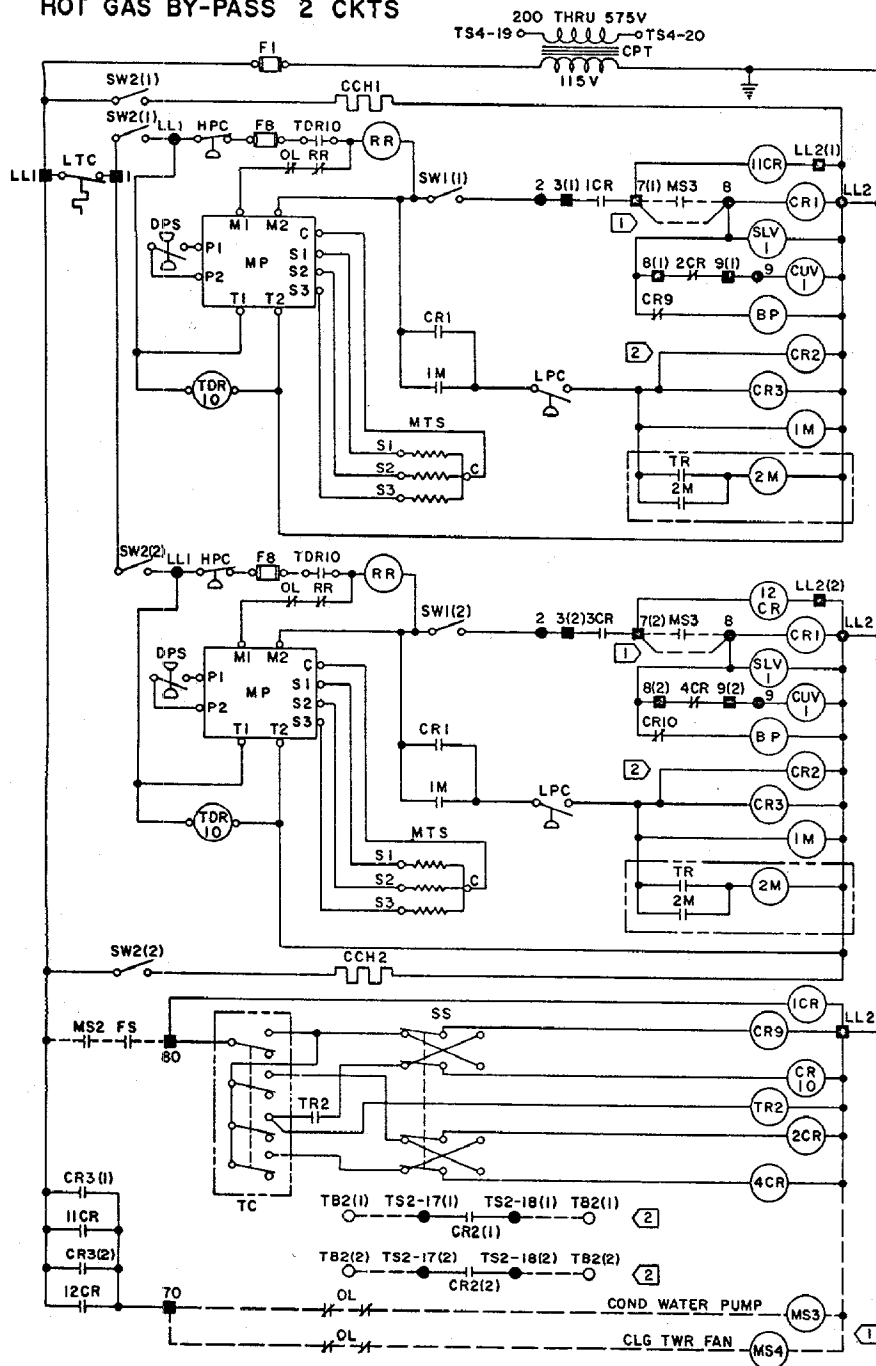 HOT GAS BY-PASS 2 CKTS
200 THRU 575V
TS4-19 TS4-20
F1 CPT
115V
SW2(1) CCH1
SW2(1) LL1 HPC F8 TDR10 RR
OL RR
LL2(1)
11CR
LL1 LTC 1
SW1(1) 2 3(1) 1CR 7(1) MS3 8 CR1 LL2
1
DPS P1 M1 M2 C SLV 1
P2 MP S1
S2 8(1) 2CR 9(1) 9 CUV 1
S3
T1 T2 CR9 BP
CR1
2 CR2
TDR 10 1M LPC CR3
MTS 1M
S1
S2 C TR 2M
S3 2M
SW2(2) LL1 HPC F8 TDR10 RR
OL RR
12 CR LL2(2)
SW1(2) 2 3(2) 3CR 7(2) MS3 8 CR1 LL2
1
DPS P1 M1 M2 C SLV 1
P2 MP S1
S2 8(2) 4CR 9(2) 9 CUV 1
S3
T1 T2 CR10 BP
CR1
2 CR2
TDR 10 1M LPC CR3
MTS 1M
S1
S2 C TR 2M
S3 2M
SW2(2) CCH2
1CR
MS2 FS SS CR9 LL2
80
CR 10
TR2 TR2
2CR
4CR
TC
CR3(1) TB2(1) TS2-17(1) TS2-18(1) TB2(1) 2
CR2(1)
11CR
CR3(2) TB2(2) TS2-17(2) TS2-18(2) TB2(2) 2
CR2(2)
12CR
70 OL COND WATER PUMP MS3
OL CLG TWR FAN MS4 1